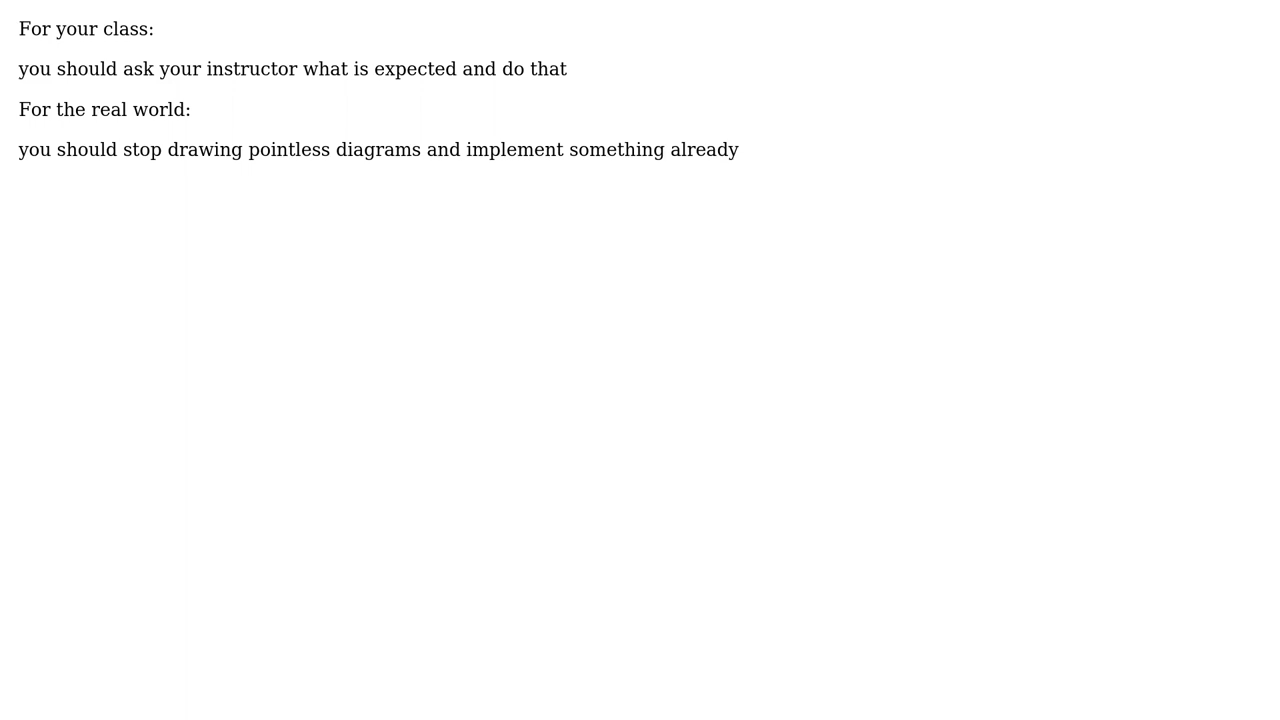 For your class:
you should ask your instructor what is expected and do that
For the real world:
you should stop drawing pointless diagrams and implement something already